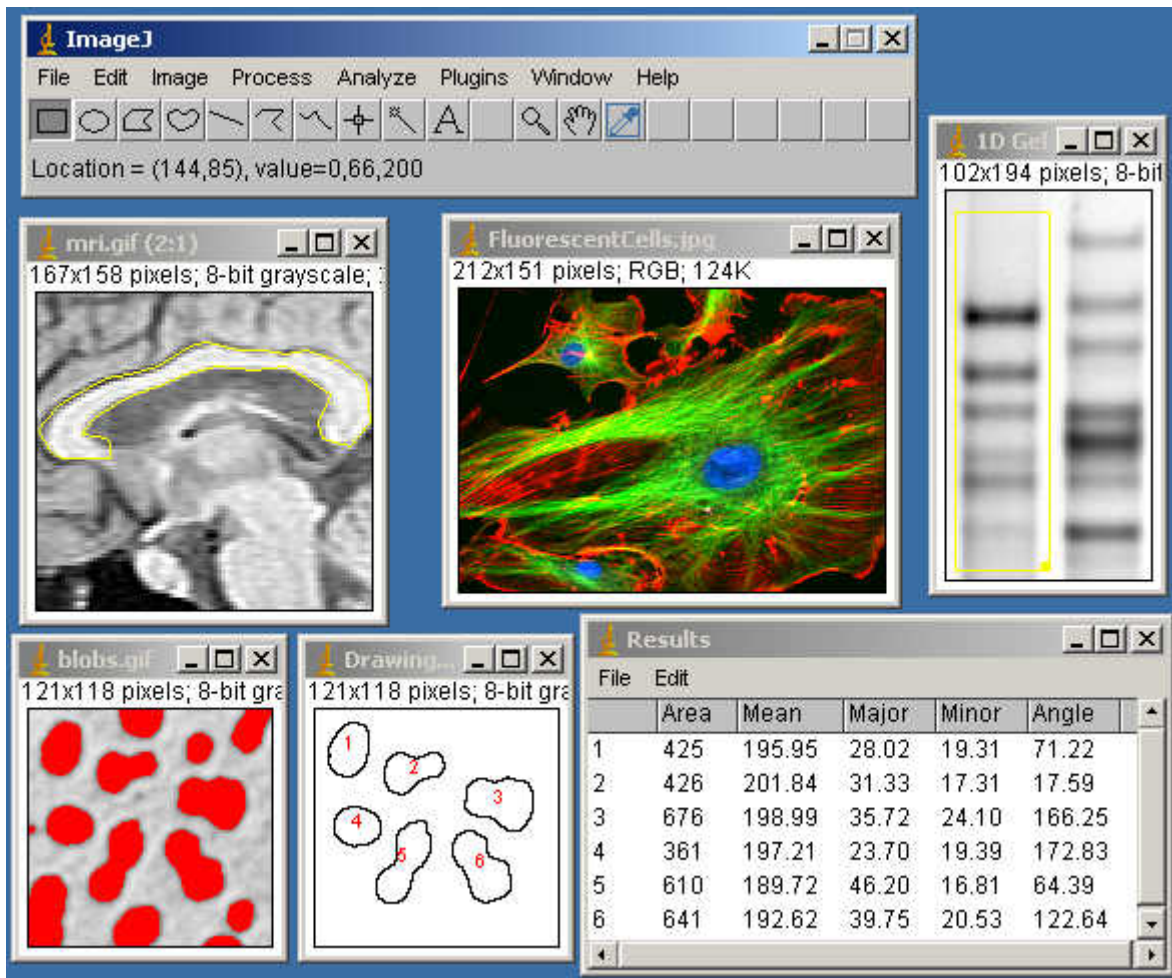 ImageJ
File Edit Image Process Analyze Plugins Window Help
A
Location = (144,85), value=0,66,200
1D Gel
102x194 pixels; 8-bit
mri.gif (2:1)
167x158 pixels; 8-bit grayscale;
FluorescentCells.jpg
212x151 pixels; RGB; 124K
blobs.gif
121x118 pixels; 8-bit gra
Drawing...
121x118 pixels; 8-bit gra
1
2
3
4
5
6
Results
File Edit
Area Mean Major Minor Angle
1 425 195.95 28.02 19.31 71.22
2 426 201.84 31.33 17.31 17.59
3 676 198.99 35.72 24.10 166.25
4 361 197.21 23.70 19.39 172.83
5 610 189.72 46.20 16.81 64.39
6 641 192.62 39.75 20.53 122.64